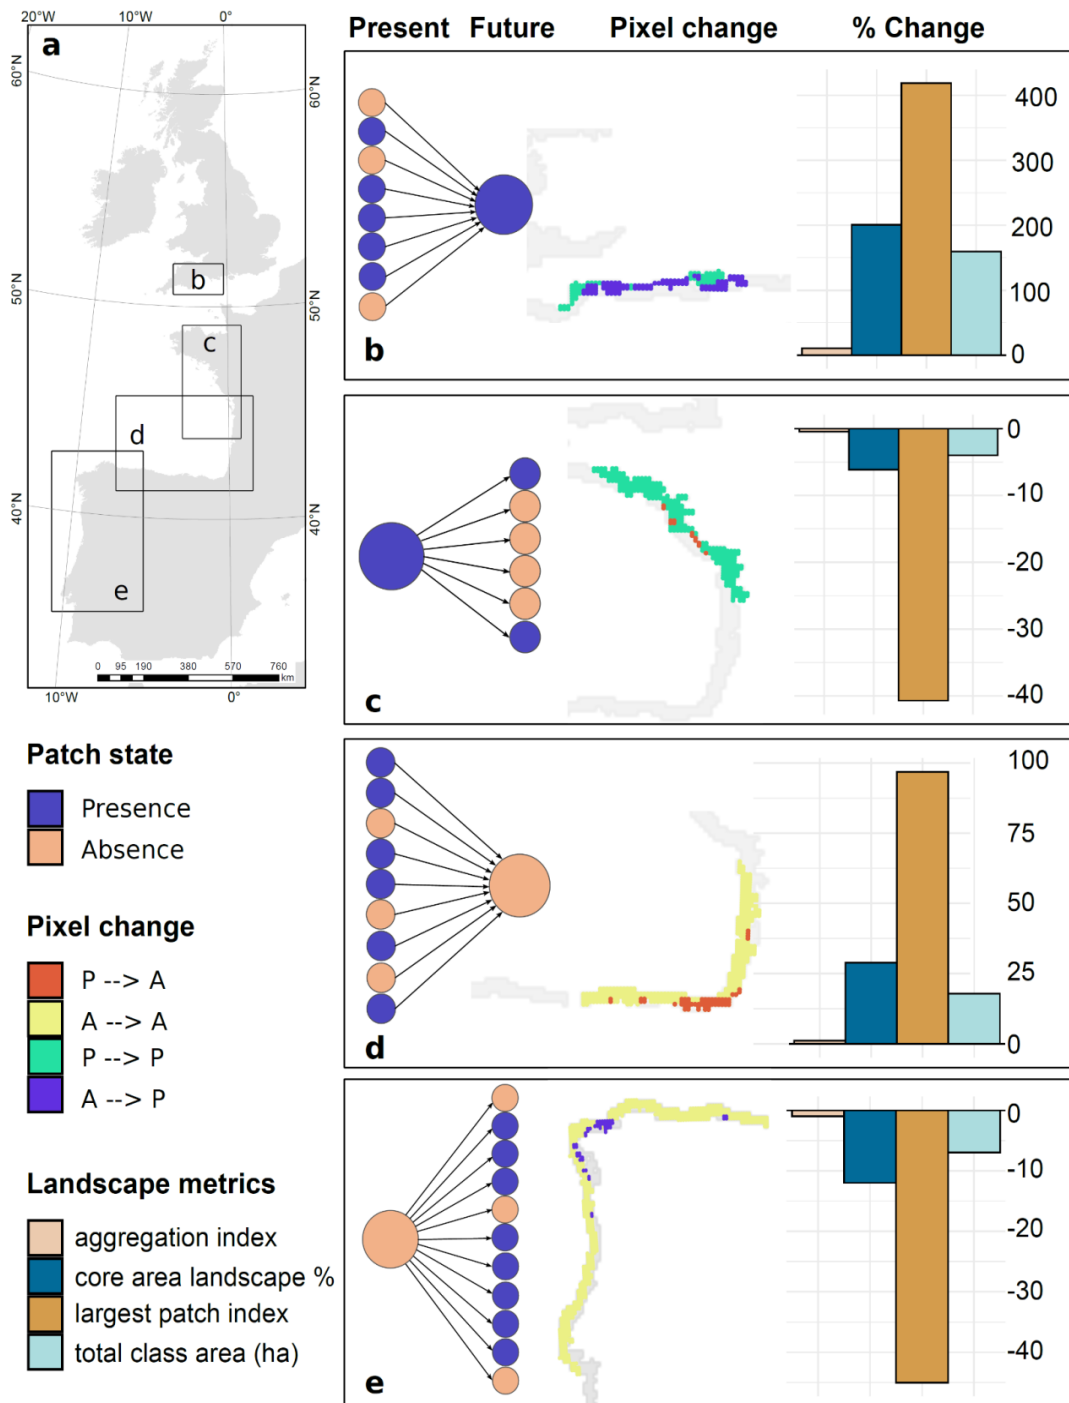 Present Future Pixel change % Change
20°W 10°W 0°
a
60°N 60°N
50°N 50°N
40°N 40°N
b
c
d
e
0 95 190 380 570 760
km
10°W 0°
Patch state
Presence
Absence
Pixel change
P --> A
A --> A
P --> P
A --> P
Landscape metrics
aggregation index
core area landscape %
largest patch index
total class area (ha)
b
400
300
200
100
0
c
0
-10
-20
-30
-40
d
100
75
50
25
0
e
0
-10
-20
-30
-40